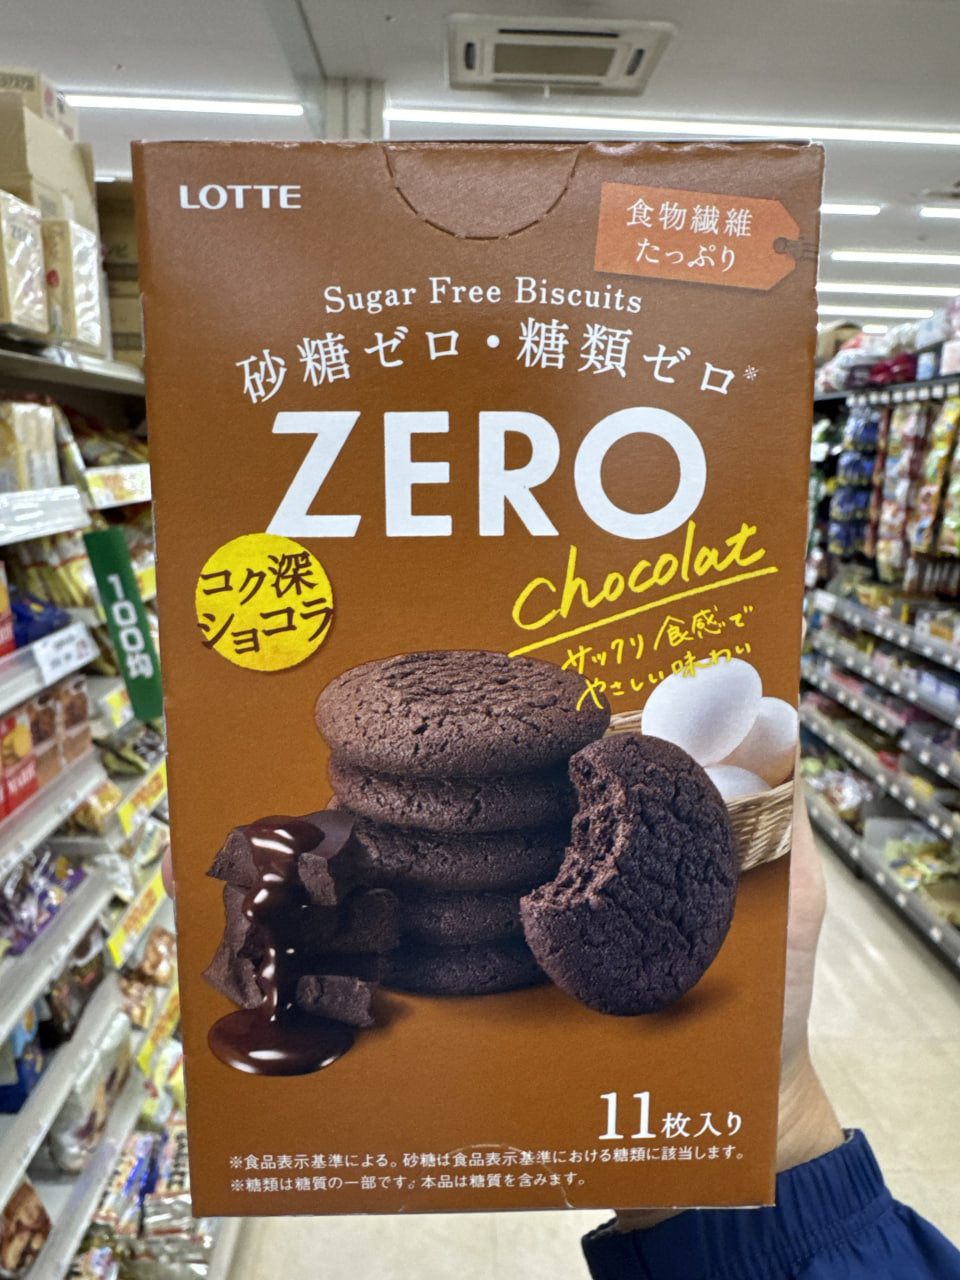 LOTTE
食物繊維
たっぷり
Sugar Free Biscuits
砂糖ゼロ・糖類ゼロ※
ZERO
コク深
ショコラ
chocolat
サックリ食感で
やさしい味わい
11枚入り
※食品表示基準による。砂糖は食品表示基準における糖類に該当します。
※糖類は糖質の一部です。本品は糖質を含みます。
100均